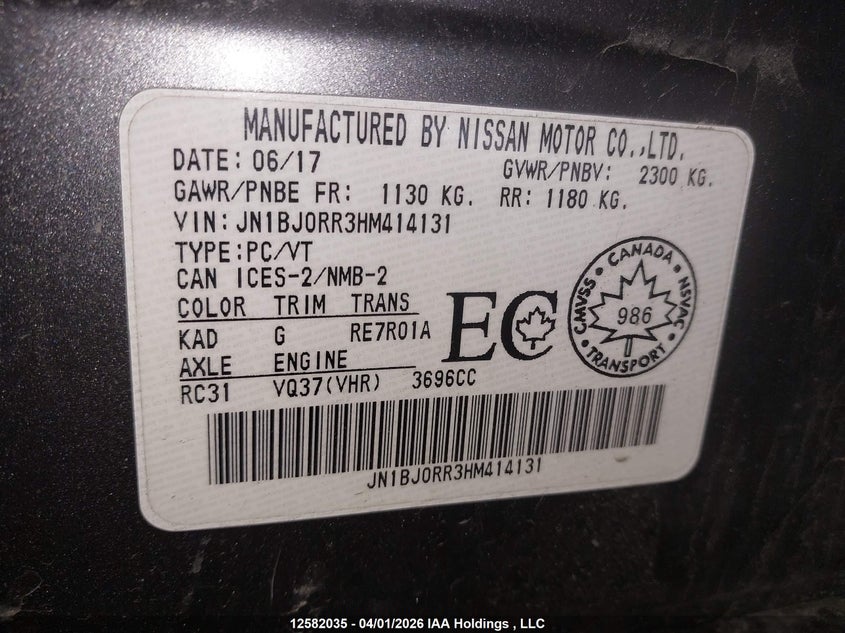 MANUFACTURED BY NISSAN MOTOR CO.,LTD.
DATE: 06/17 GVWR/PNBV: 2300 KG.
GAWR/PNBE FR: 1130 KG. RR: 1180 KG.
VIN: JN1BJ0RR3HM414131
TYPE:PC/VT
CAN ICES-2/NMB-2
COLOR TRIM TRANS
KAD G RE7R01A
AXLE ENGINE
RC31 VQ37(VHR) 3696CC
EC
CANADA
CMVSS 986 NSVAC
TRANSPORT
JN1BJ0RR3HM414131
12582035 - 04/01/2026 IAA Holdings , LLC